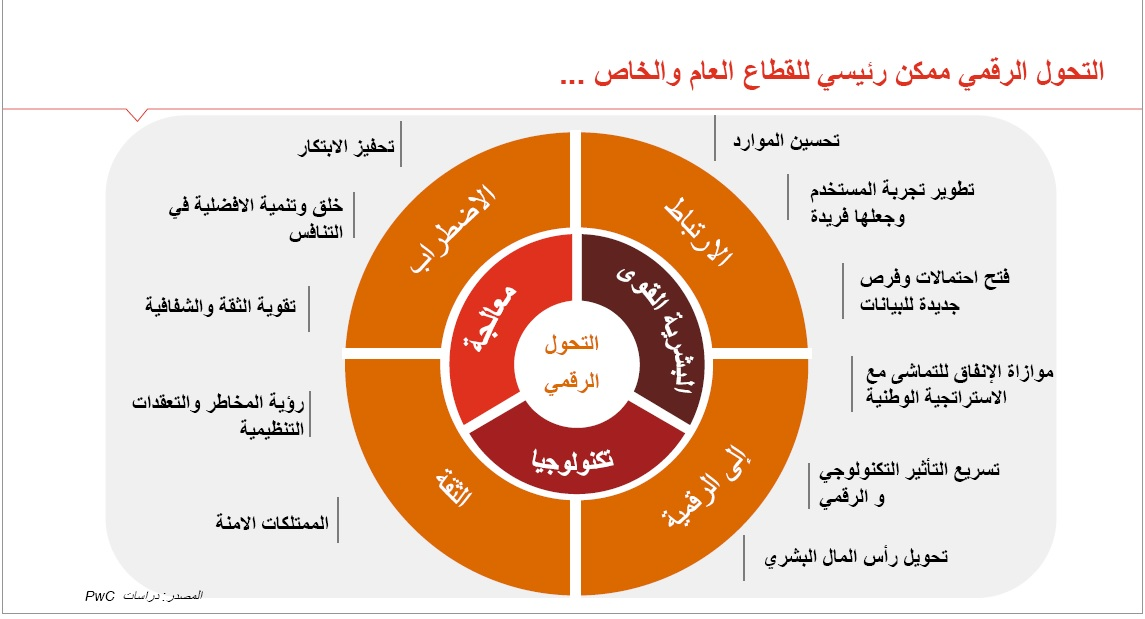 التحول الرقمي ممكن رئيسي للقطاع العام والخاص ...
تحسين الموارد
تطوير تجربة المستخدم
وجعلها فريدة
فتح احتمالات وفرص
جديدة للبيانات
موازاة الإنفاق للتماشى مع
الاستراتجية الوطنية
تسريع التأثير التكنولوجي
و الرقمي
تحويل رأس المال البشري
الارتباط
الاضطراب
القوى البشرية
معالجة
التحول
الرقمي
تكنولوجيا
إلى الرقمية
الثقة
تحفيز الابتكار
خلق وتنمية الافضلية في
التنافس
تقوية الثقة والشفافية
رؤية المخاطر والتعقدات
التنظيمية
الممتلكات الامنة
المصدر: دراسات PwC